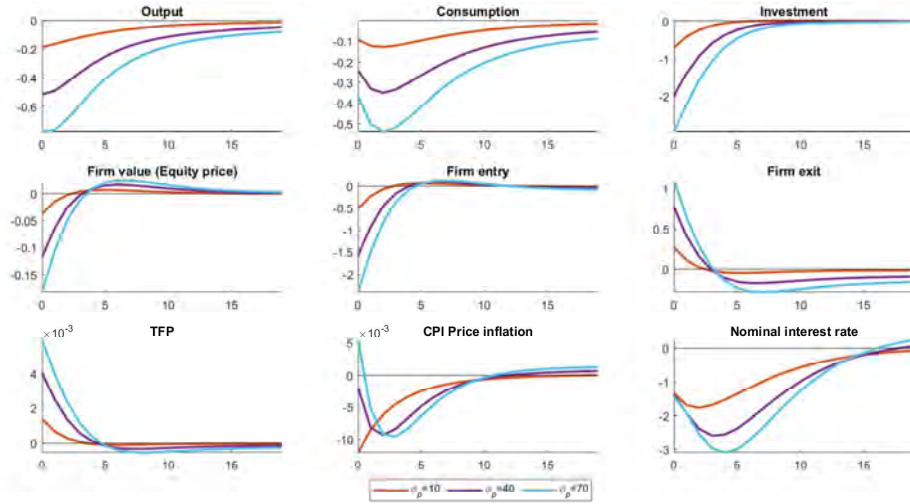 Output Consumption Investment
0 -0.2 -0.4 -0.6
0 5 10 15
-0.1 -0.2 -0.3 -0.4 -0.5
0 5 10 15
0 -1 -2
0 5 10 15
Firm value (Equity price) Firm entry Firm exit
0 -0.05 -0.1 -0.15
0 5 10 15
0 -0.5 -1 -1.5 -2
0 5 10 15
1 0.5 0
0 5 10 15
×10⁻³ TFP ×10⁻³ CPI Price inflation Nominal interest rate
4 2 0
0 5 10 15
5 0 -5 -10
0 5 10 15
0 -1 -2 -3
0 5 10 15
=10 =40 =70